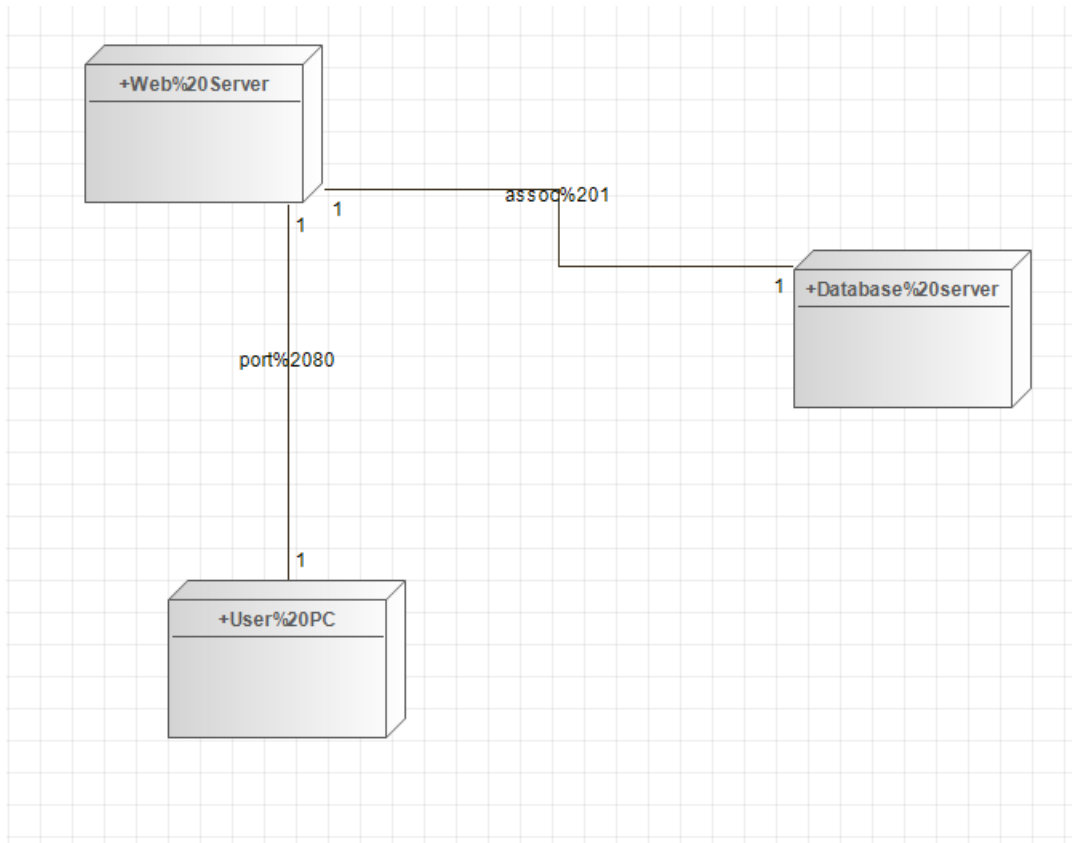 +Web%20Server
assoc%201
1
1
1
+Database%20server
port%2080
1
+User%20PC